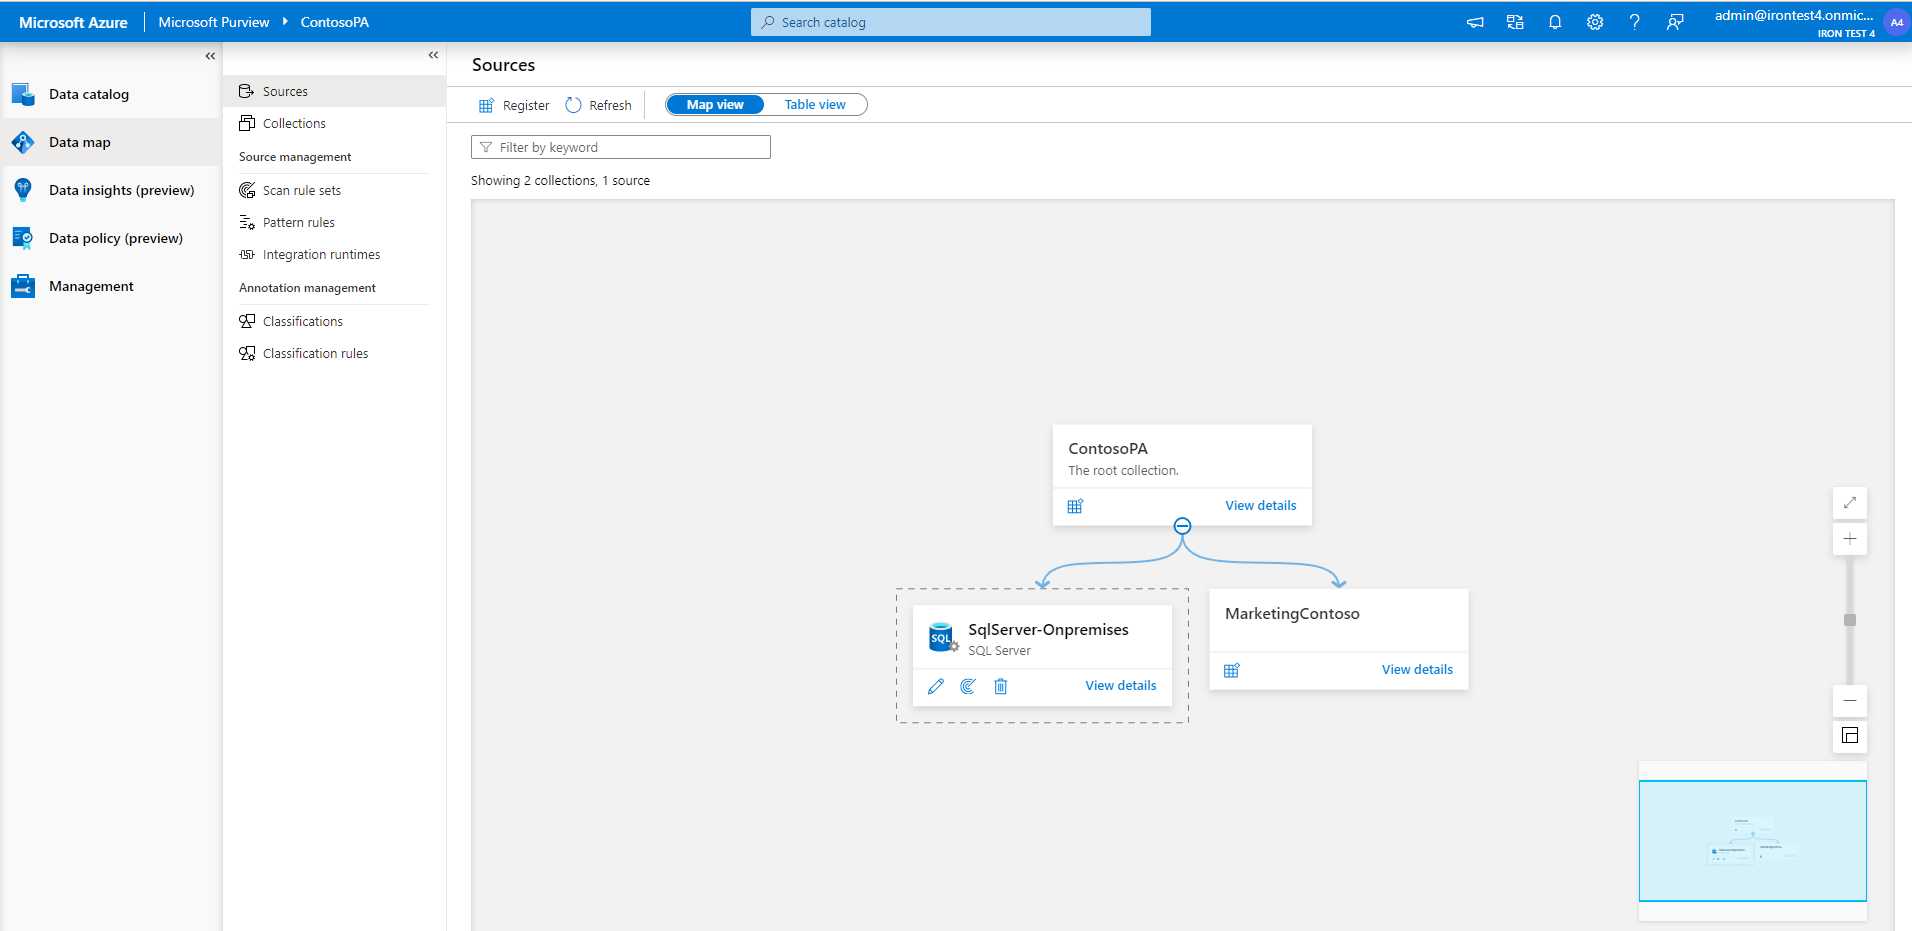 Microsoft Azure
Microsoft Purview
ContosoPA
Search catalog
admin@irontest4.onmic...
IRON TEST 4
A4
Data catalog
Data map
Data insights (preview)
Data policy (preview)
Management
Sources
Collections
Source management
Scan rule sets
Pattern rules
Integration runtimes
Annotation management
Classifications
Classification rules
Sources
Register
Refresh
Map view
Table view
Filter by keyword
Showing 2 collections, 1 source
ContosoPA
The root collection.
View details
SQL
SqlServer-Onpremises
SQL Server
View details
MarketingContoso
View details